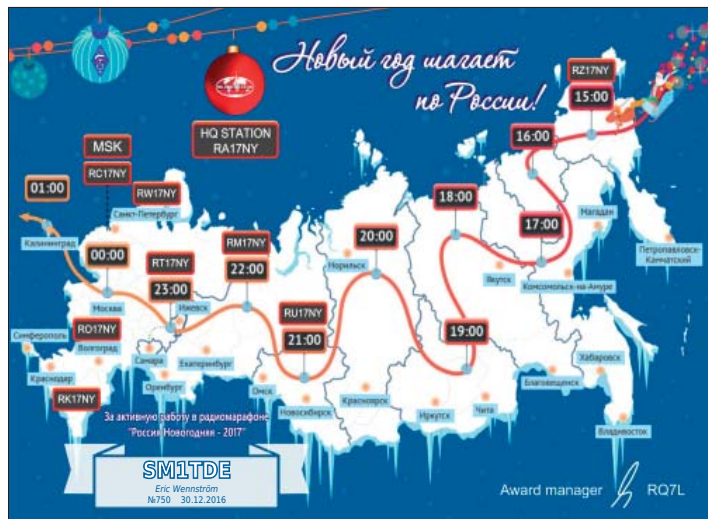 Новый год шагает
по России!
HQ STATION
RA17NY
RZ17NY
15:00
16:00
MSK
RC17NY
RW17NY
01:00
Санкт-Петербург
18:00
17:00
Магадан
Калининград
00:00
RT17NY
23:00
RM17NY
22:00
20:00
Норильск
Якутск
Петропавловск-
Камчатский
Комсомольск-на-Амуре
Москва
Ижевск
RU17NY
21:00
19:00
Симферополь
RD17NY
Волгоград
Самара
Екатеринбург
Хабаровск
Краснодар
Оренбург
Омск
Новосибирск
Красноярск
Иркутск
Чита
Благовещенск
RK17NY
Владивосток
За активную работу в радиомарафоне
"Россия Новогодняя - 2017"
SM1TDE
Eric Wennström
№750 30.12.2016
Award manager RQ7L